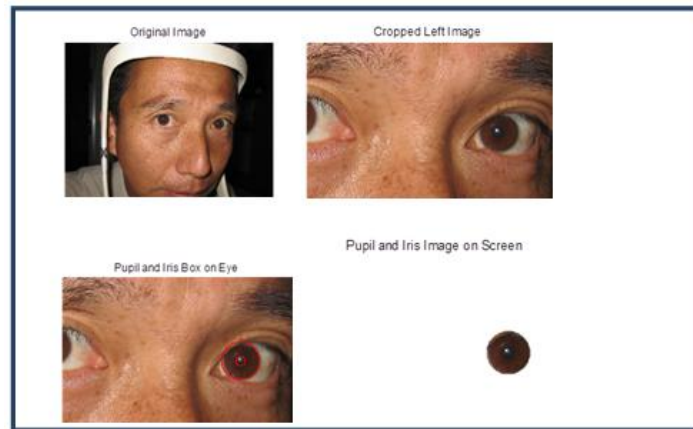 Original Image
Cropped Left Image
Pupil and Iris Image on Screen
Pupil and Iris Box on Eye